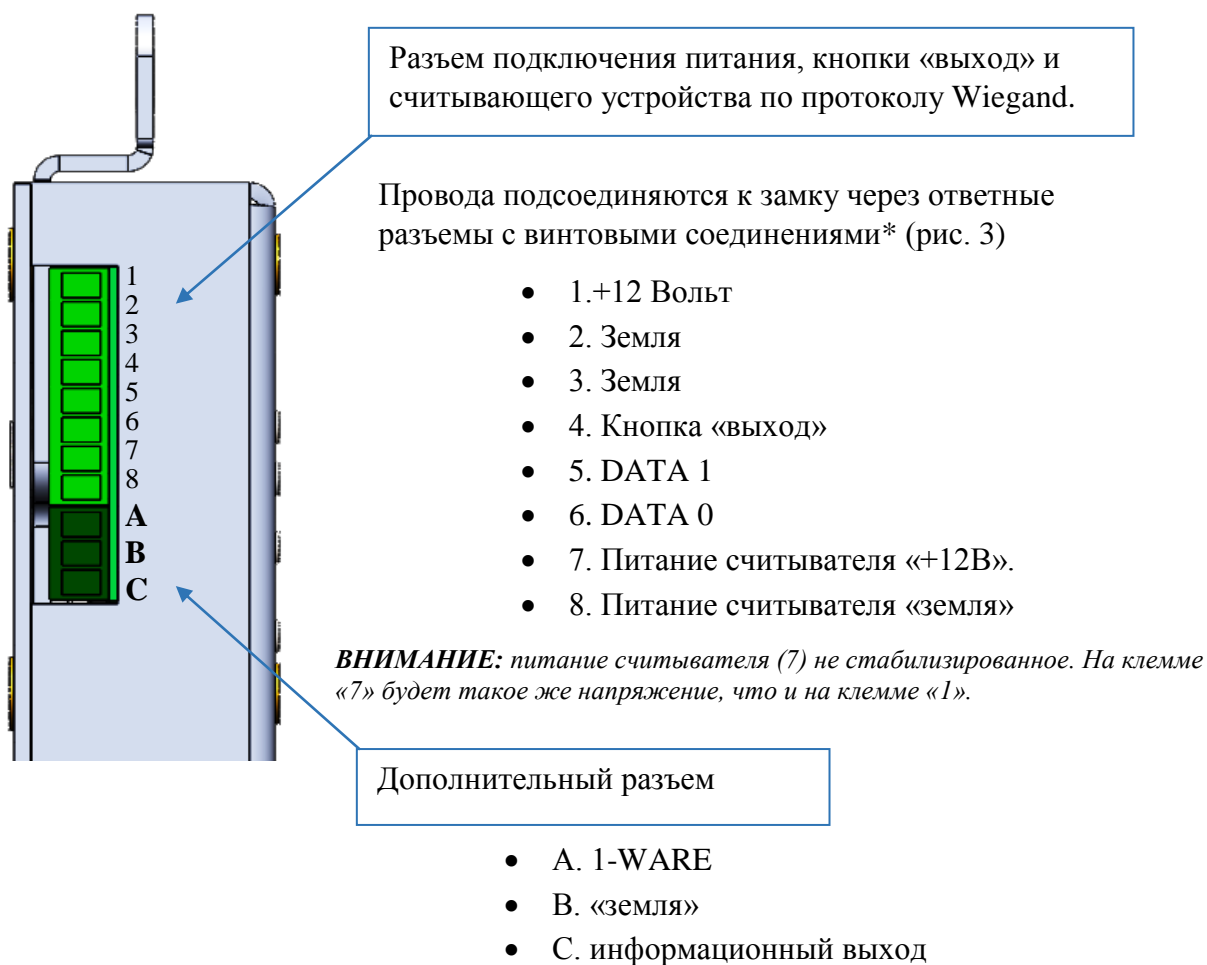 Разъем подключения питания, кнопки «выход» и
считывающего устройства по протоколу Wiegand.
Провода подсоединяются к замку через ответные
разъемы с винтовыми соединениями* (рис. 3)
1
2
3
4
5
6
7
8
A
B
C
• 1.+12 Вольт
• 2. Земля
• 3. Земля
• 4. Кнопка «выход»
• 5. DATA 1
• 6. DATA 0
• 7. Питание считывателя «+12В».
• 8. Питание считывателя «земля»
ВНИМАНИЕ: питание считывателя (7) не стабилизированное. На клемме
«7» будет такое же напряжение, что и на клемме «1».
Дополнительный разъем
• A. 1-WARE
• B. «земля»
• C. информационный выход